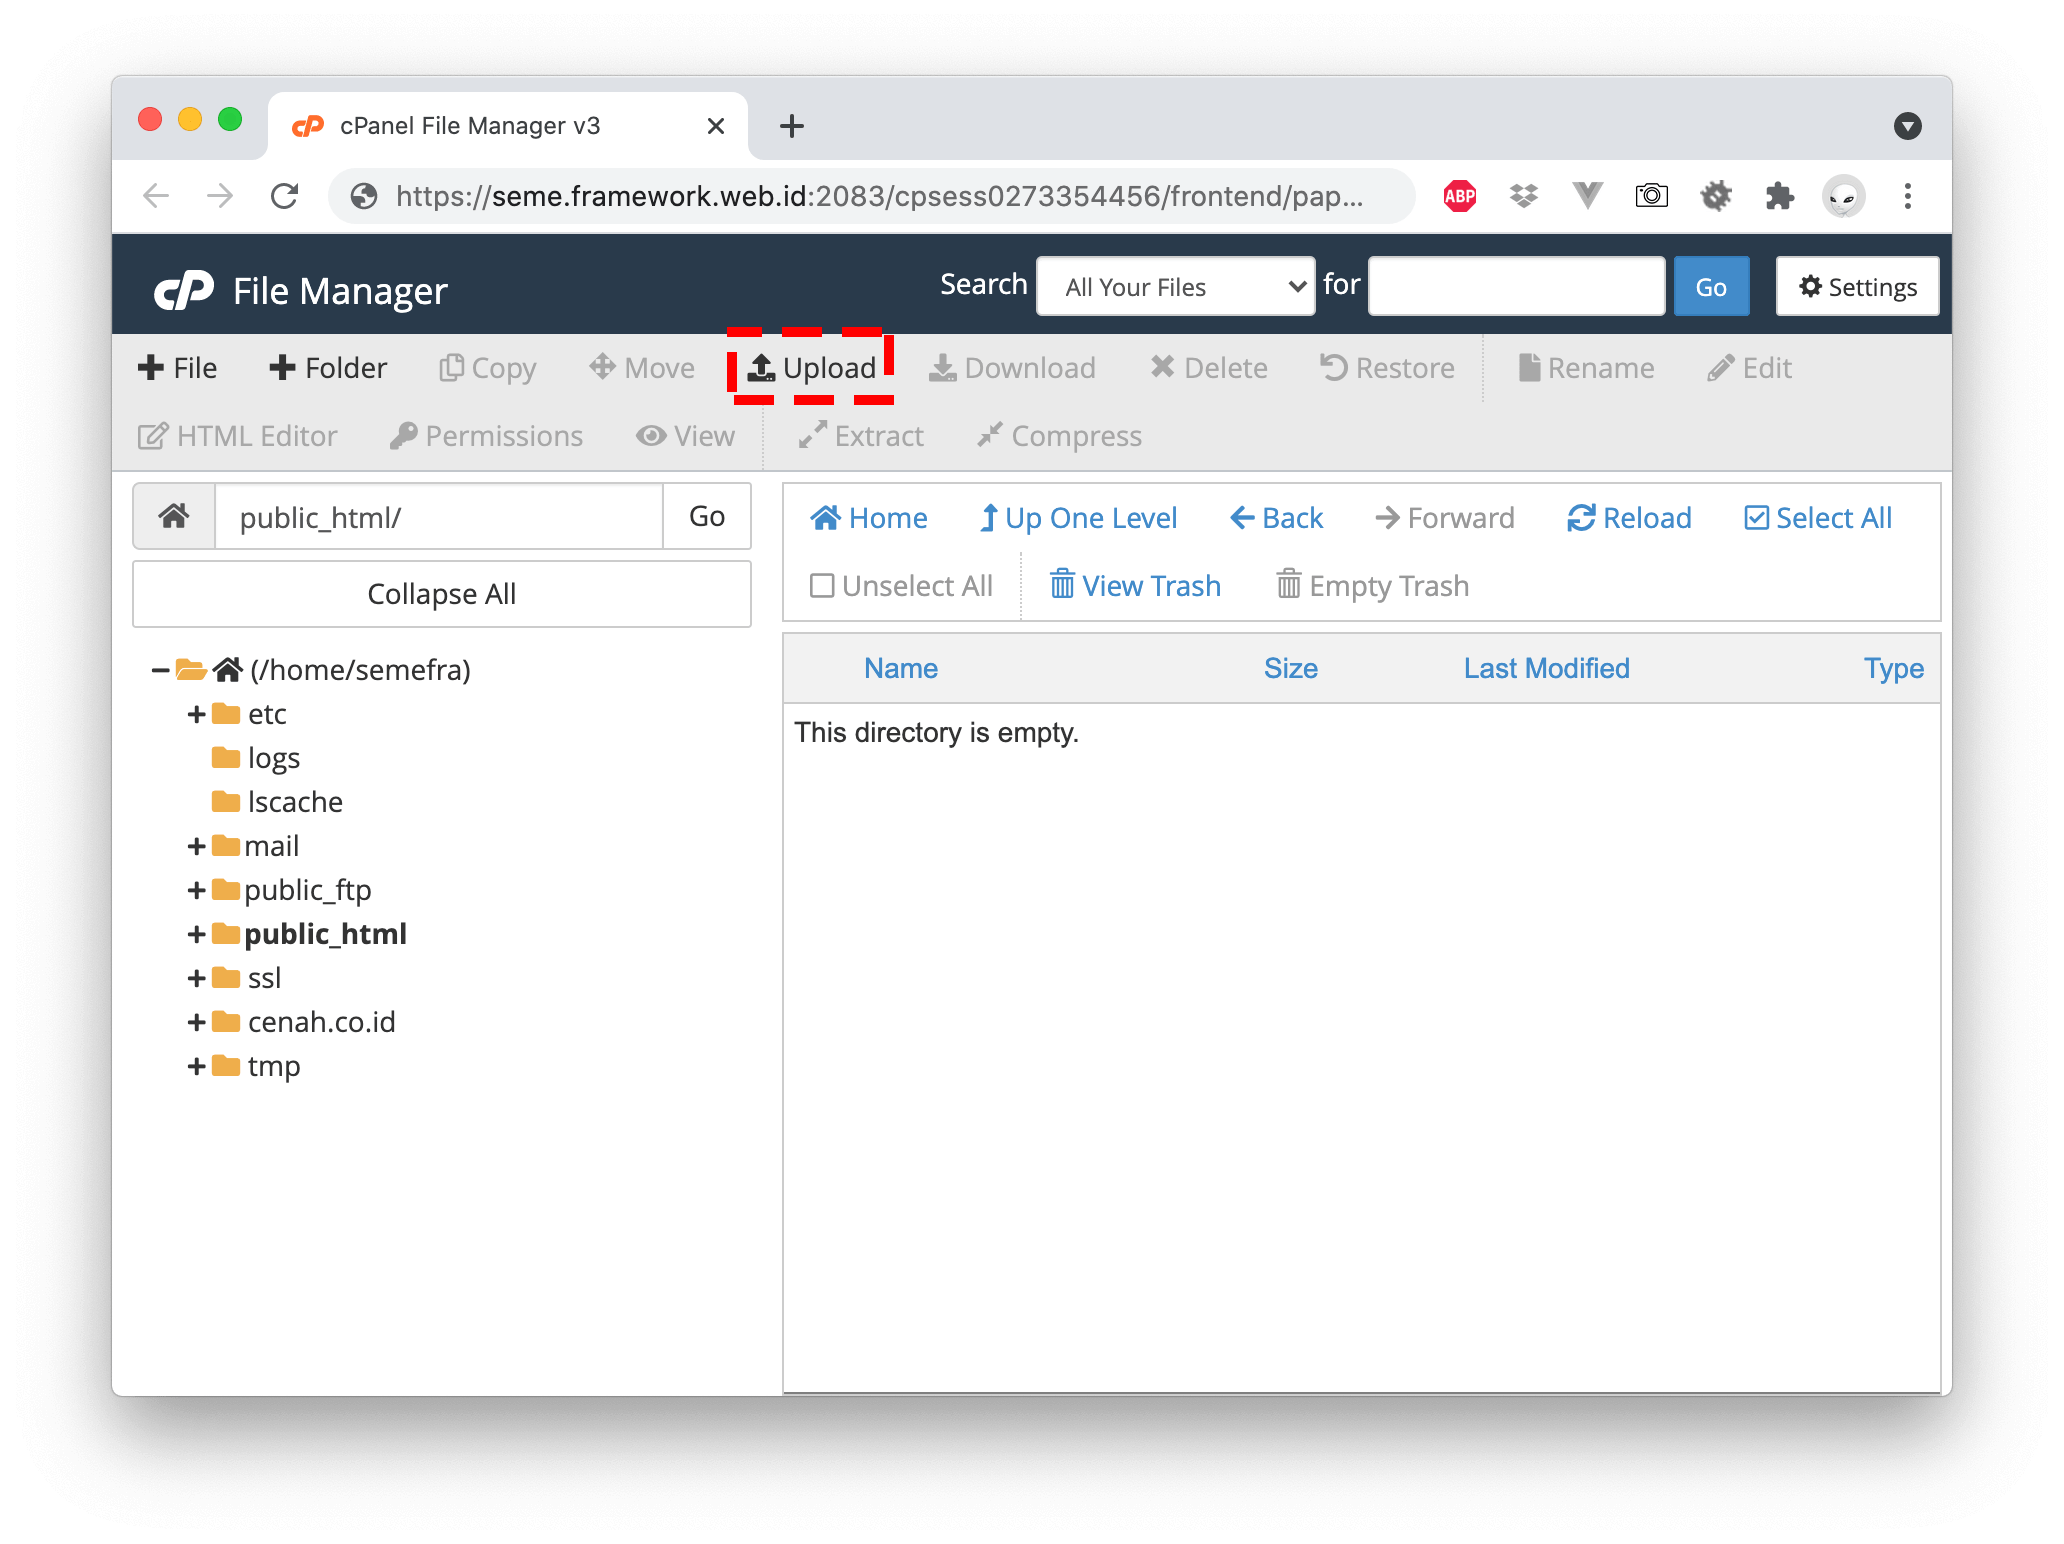 cPanel File Manager v3
https://seme.framework.web.id:2083/cpsess0273354456/frontend/pap...
ABP
cP File Manager Search All Your Files for Go Settings
File Folder Copy Move Upload Download Delete Restore Rename Edit
HTML Editor Permissions View Extract Compress
public_html/ Go
Collapse All
(/home/semefra)
etc
logs
lscache
mail
public_ftp
public_html
ssl
cenah.co.id
tmp
Home Up One Level Back Forward Reload Select All
Unselect All View Trash Empty Trash
Name Size Last Modified Type
This directory is empty.